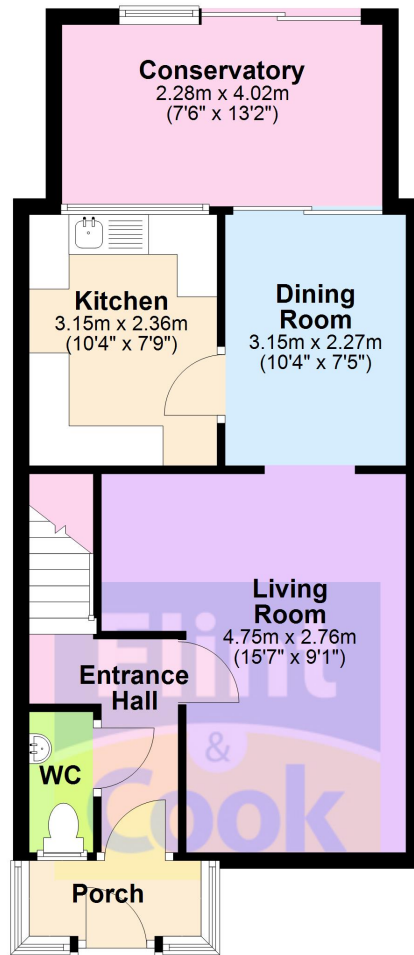 Conservatory
2.28m x 4.02m
(7'6" x 13'2")
Kitchen
3.15m x 2.36m
(10'4" x 7'9")
Dining
Room
3.15m x 2.27m
(10'4" x 7'5")
Living
Room
4.75m x 2.76m
(15'7" x 9'1")
Entrance
Hall
WC
Porch
Flint
&
Cook